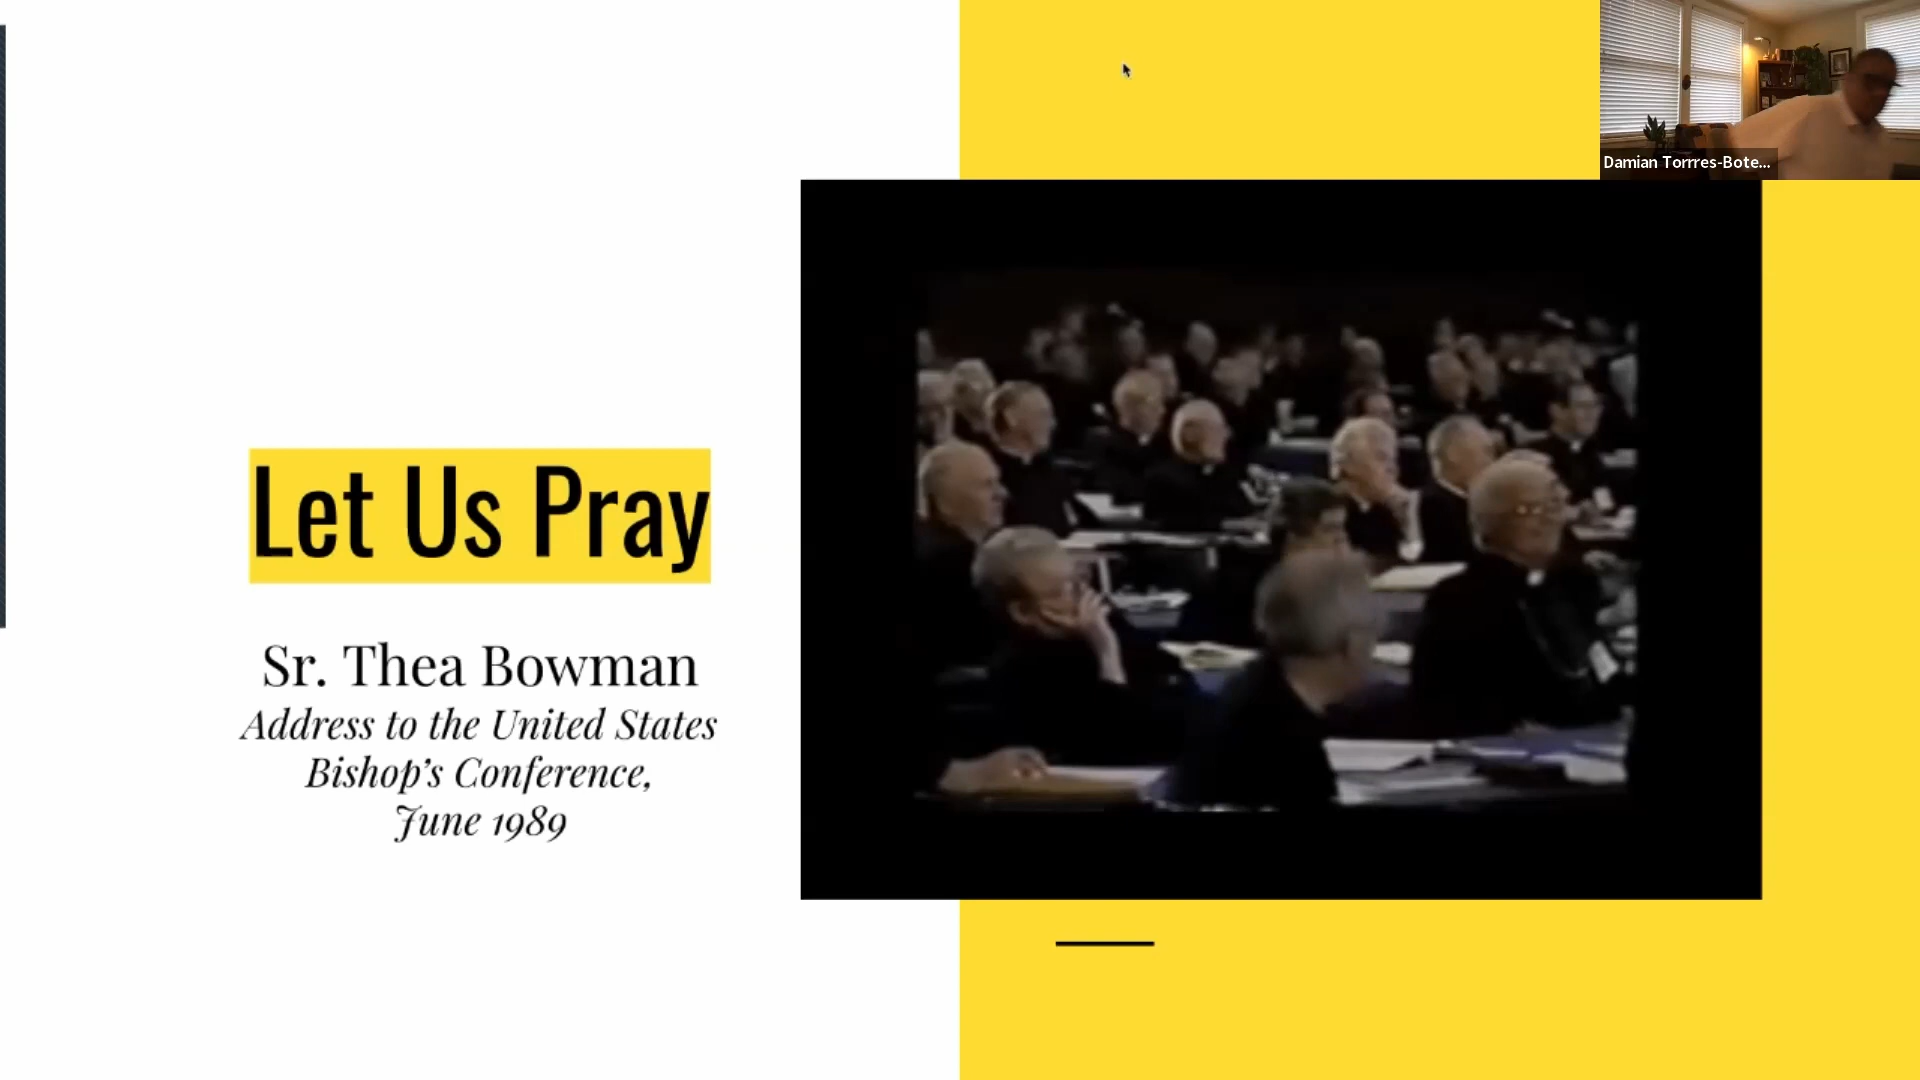 Let Us Pray
Sr. Thea Bowman
Address to the United States
Bishop's Conference,
June 1989
Damian Torrres-Bote...